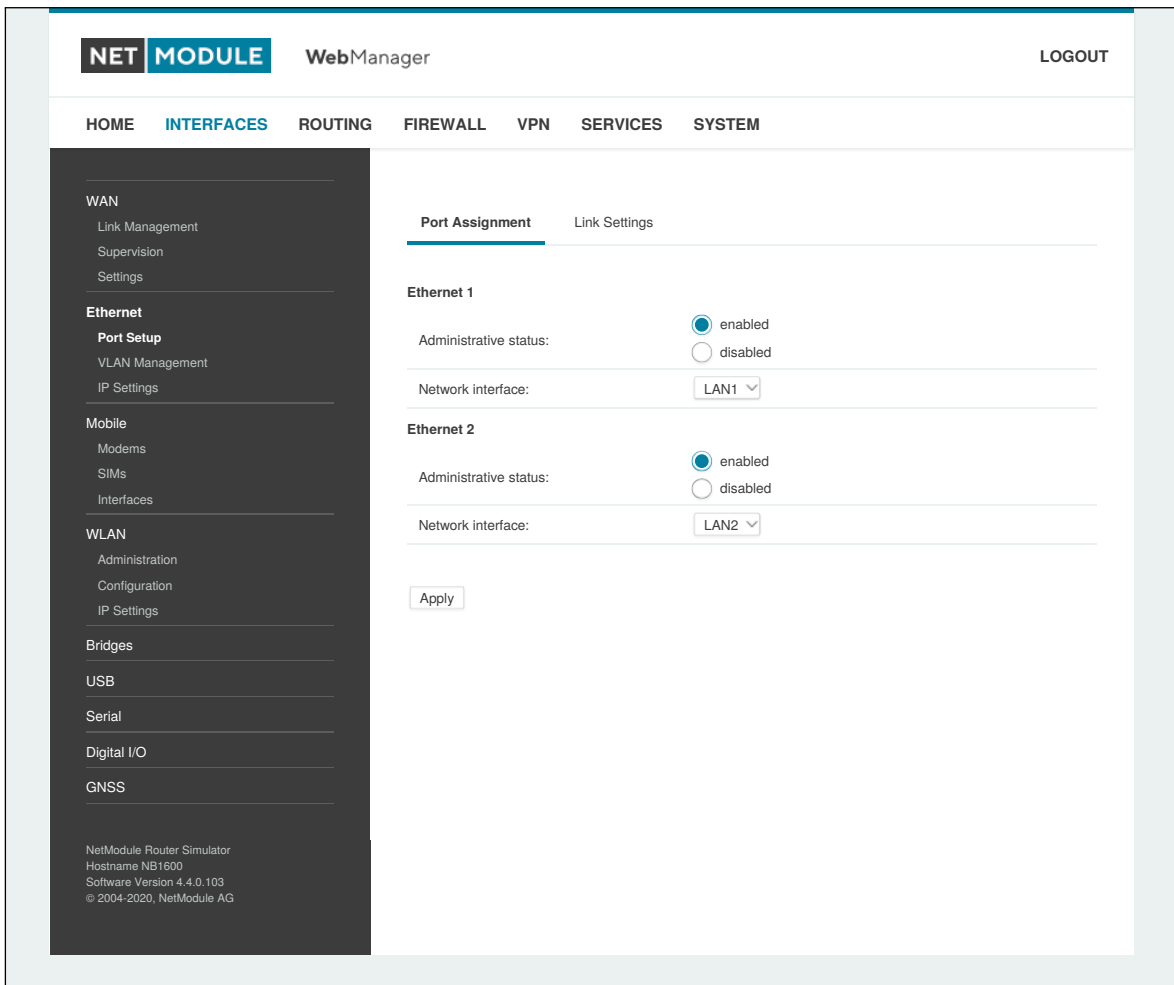 NET MODULE WebManager LOGOUT
HOME INTERFACES ROUTING FIREWALL VPN SERVICES SYSTEM
WAN
Link Management
Supervision
Settings
Ethernet
Port Setup
VLAN Management
IP Settings
Mobile
Modems
SIMs
Interfaces
WLAN
Administration
Configuration
IP Settings
Bridges
USB
Serial
Digital I/O
GNSS
NetModule Router Simulator
Hostname NB1600
Software Version 4.4.0.103
© 2004-2020, NetModule AG
Port Assignment Link Settings
Ethernet 1
Administrative status:
enabled
disabled
Network interface: LAN1
Ethernet 2
Administrative status:
enabled
disabled
Network interface: LAN2
Apply